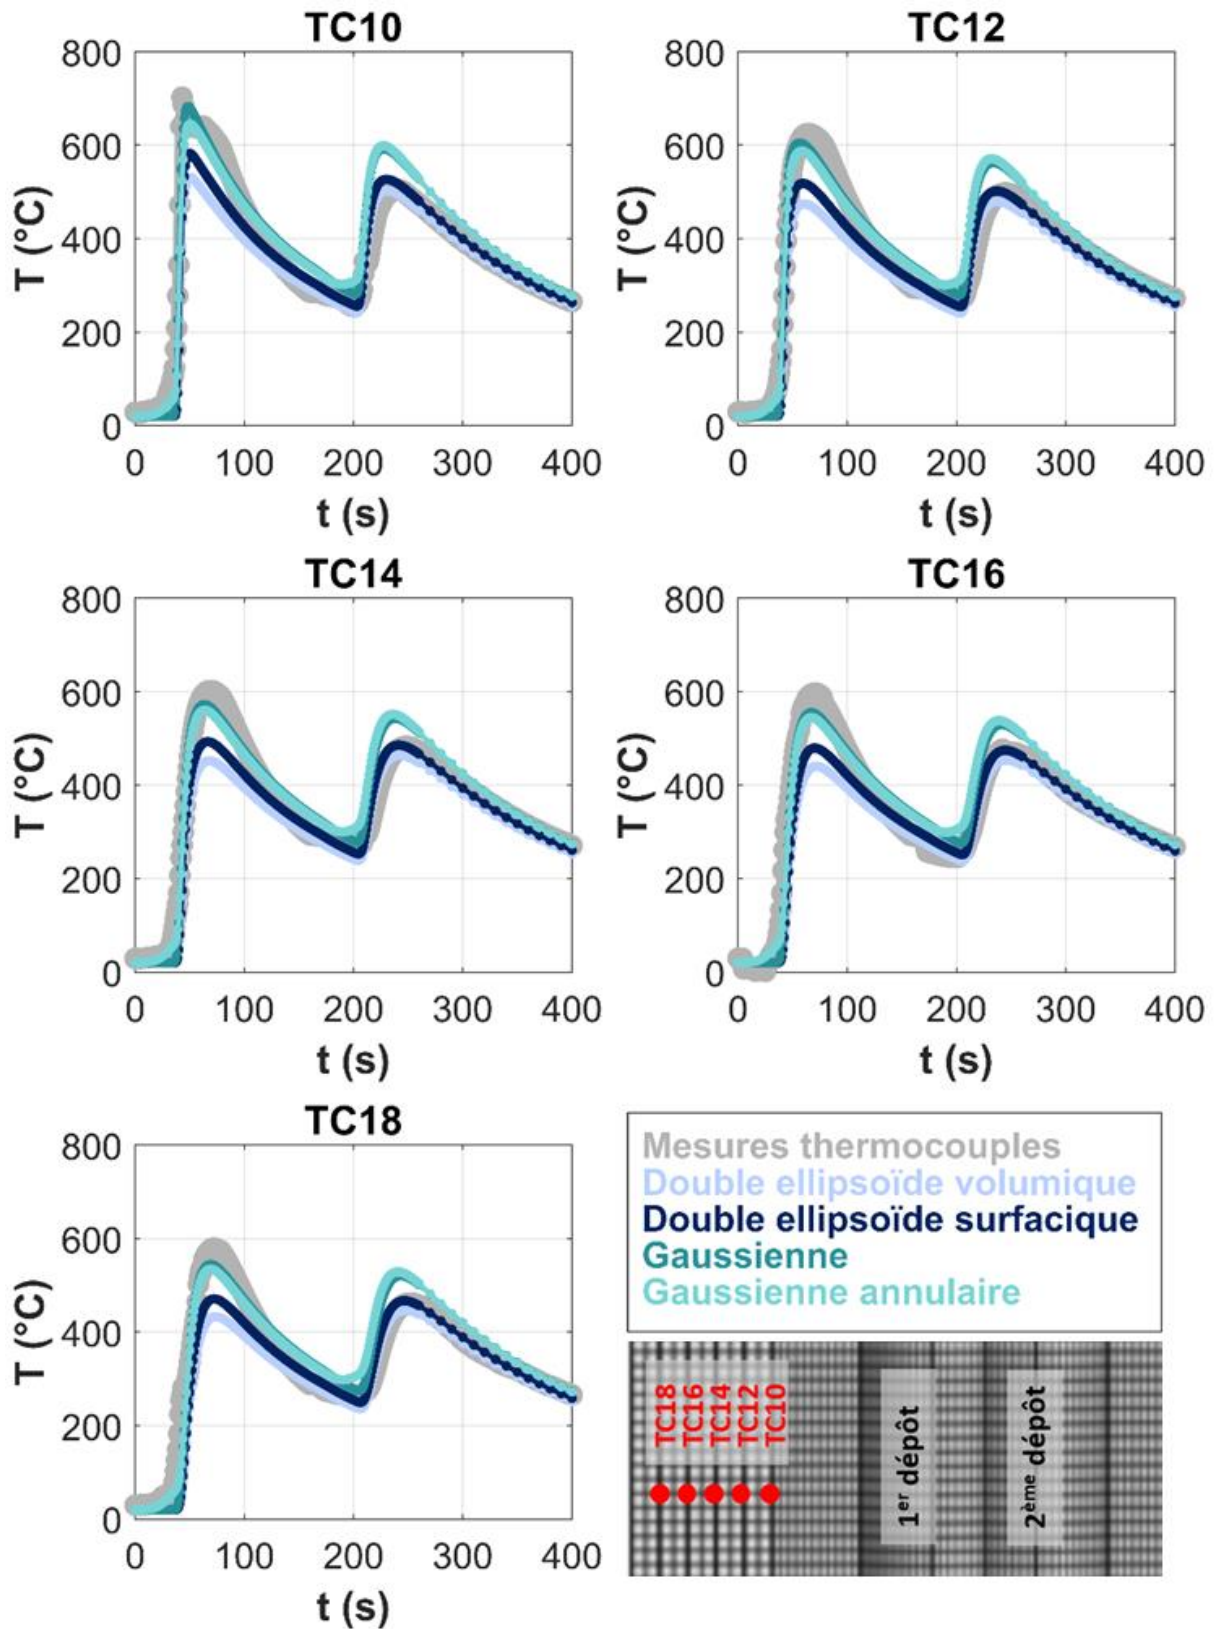 TC10
800
600
400
200
0
T (°C)
0 100 200 300 400
t (s)
TC12
800
600
400
200
0
T (°C)
0 100 200 300 400
t (s)
TC14
800
600
400
200
0
T (°C)
0 100 200 300 400
t (s)
TC16
800
600
400
200
0
T (°C)
0 100 200 300 400
t (s)
TC18
800
600
400
200
0
T (°C)
0 100 200 300 400
t (s)
Mesures thermocouples
Double ellipsoïde volumique
Double ellipsoïde surfacique
Gaussienne
Gaussienne annulaire
TC18
TC16
TC14
TC12
TC10
1er dépôt
2ème dépôt